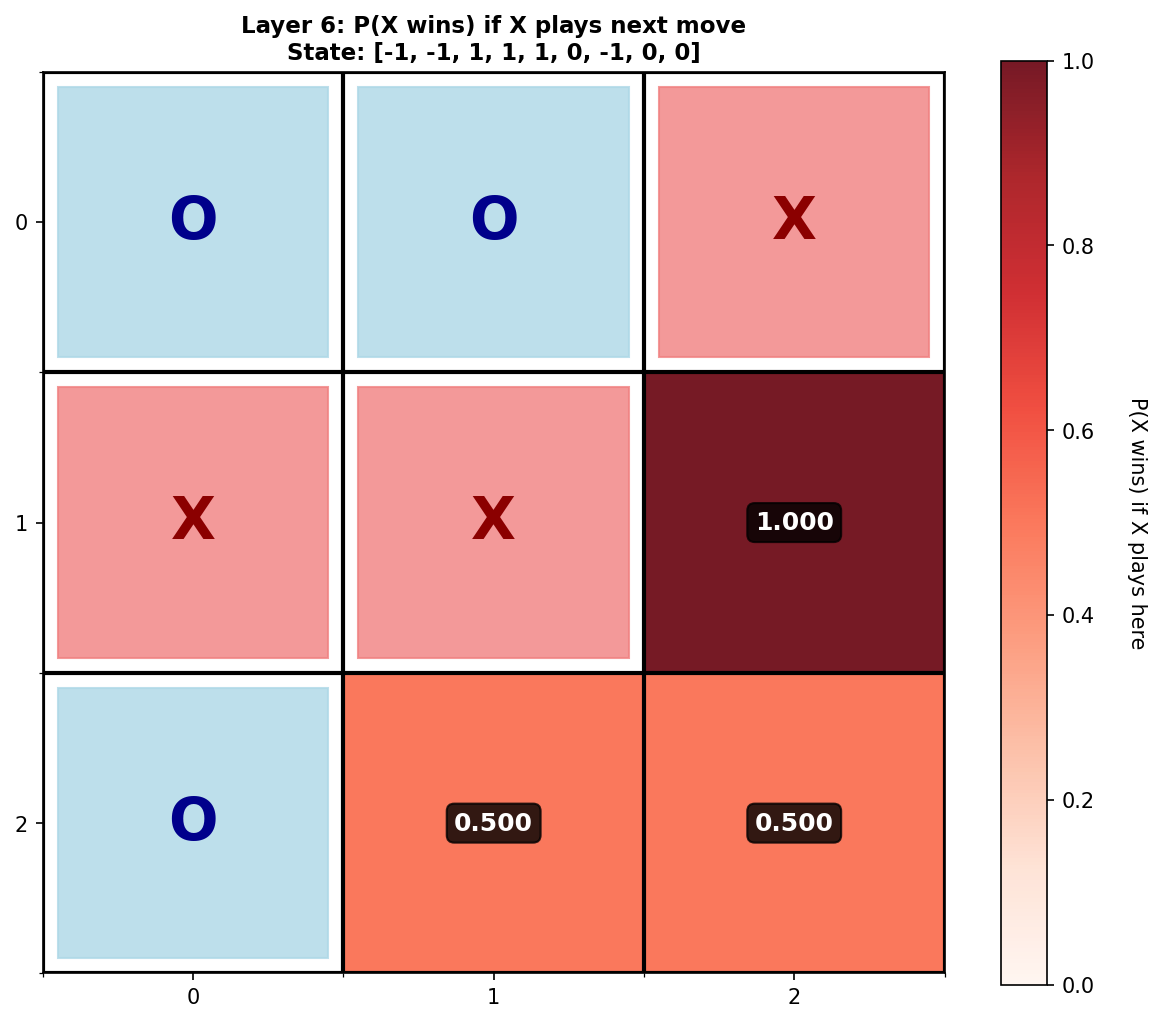 Layer 6: P(X wins) if X plays next move
State: [-1, -1, 1, 1, 1, 0, -1, 0, 0]
0
O
O
X
1
X
X
1.000
2
O
0.500
0.500
0
1
2
1.0
0.8
0.6
0.4
0.2
0.0
P(X wins) if X plays here